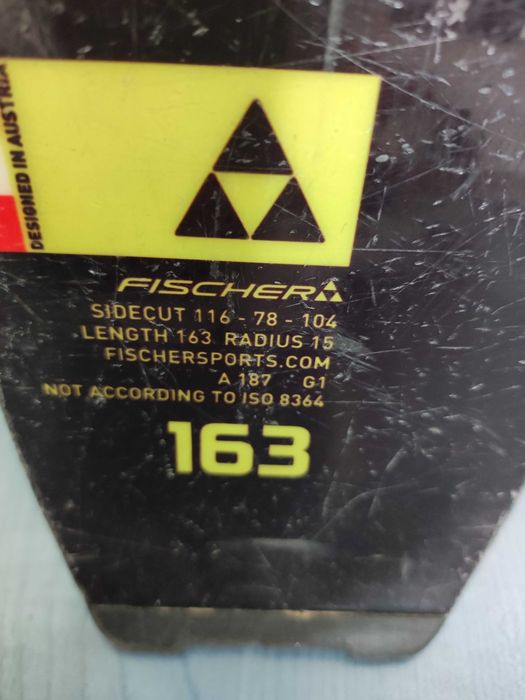 DESIGNED IN AUSTRIA
FISCHER
SIDECUT 116 - 78 - 104
LENGTH 163 RADIUS 15
FISCHERSPORTS.COM
A 187 G1
NOT ACCORDING TO ISO 8364
163